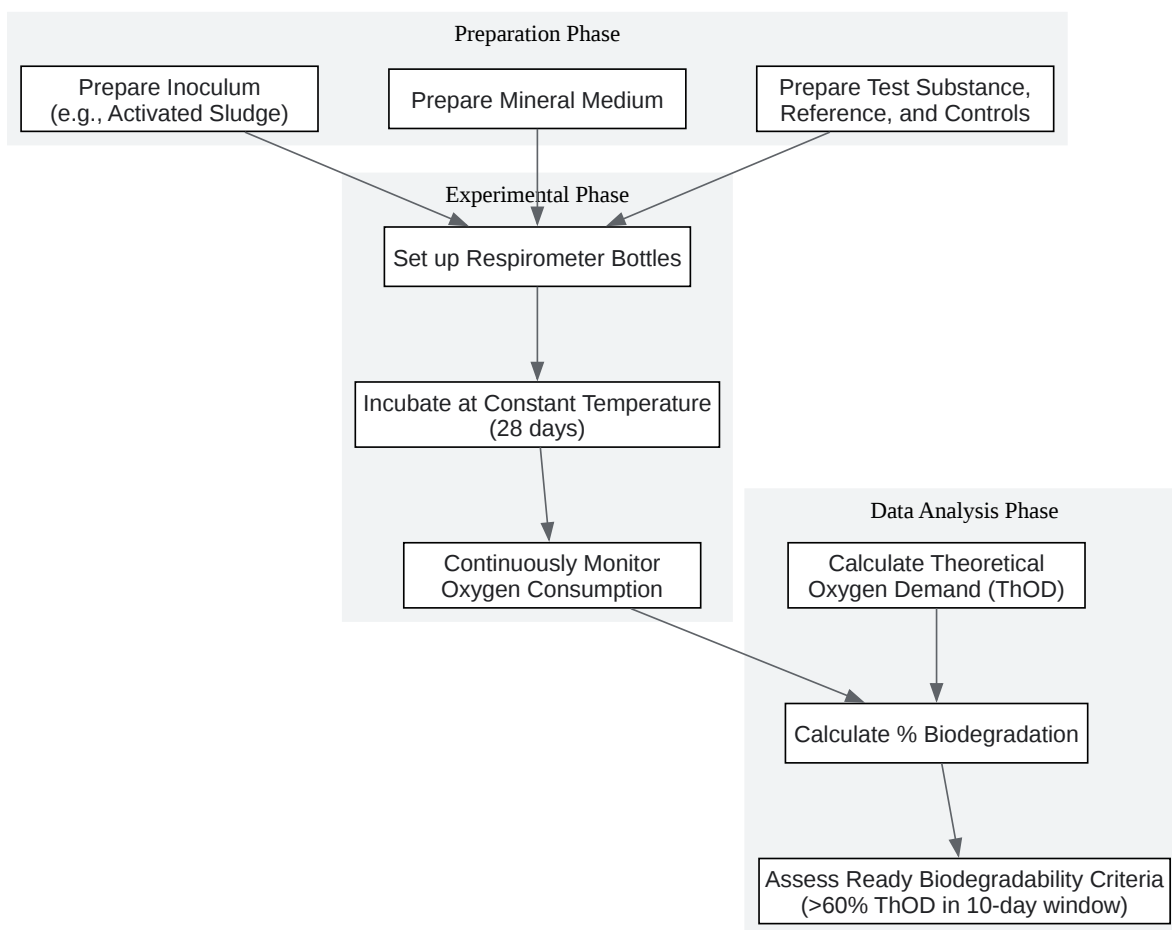 Preparation Phase
Prepare Inoculum
(e.g., Activated Sludge)
Prepare Mineral Medium
Prepare Test Substance,
Reference, and Controls
Experimental Phase
Set up Respirometer Bottles
Incubate at Constant Temperature
(28 days)
Continuously Monitor
Oxygen Consumption
Data Analysis Phase
Calculate Theoretical
Oxygen Demand (ThOD)
Calculate % Biodegradation
Assess Ready Biodegradability Criteria
(>60% ThOD in 10-day window)